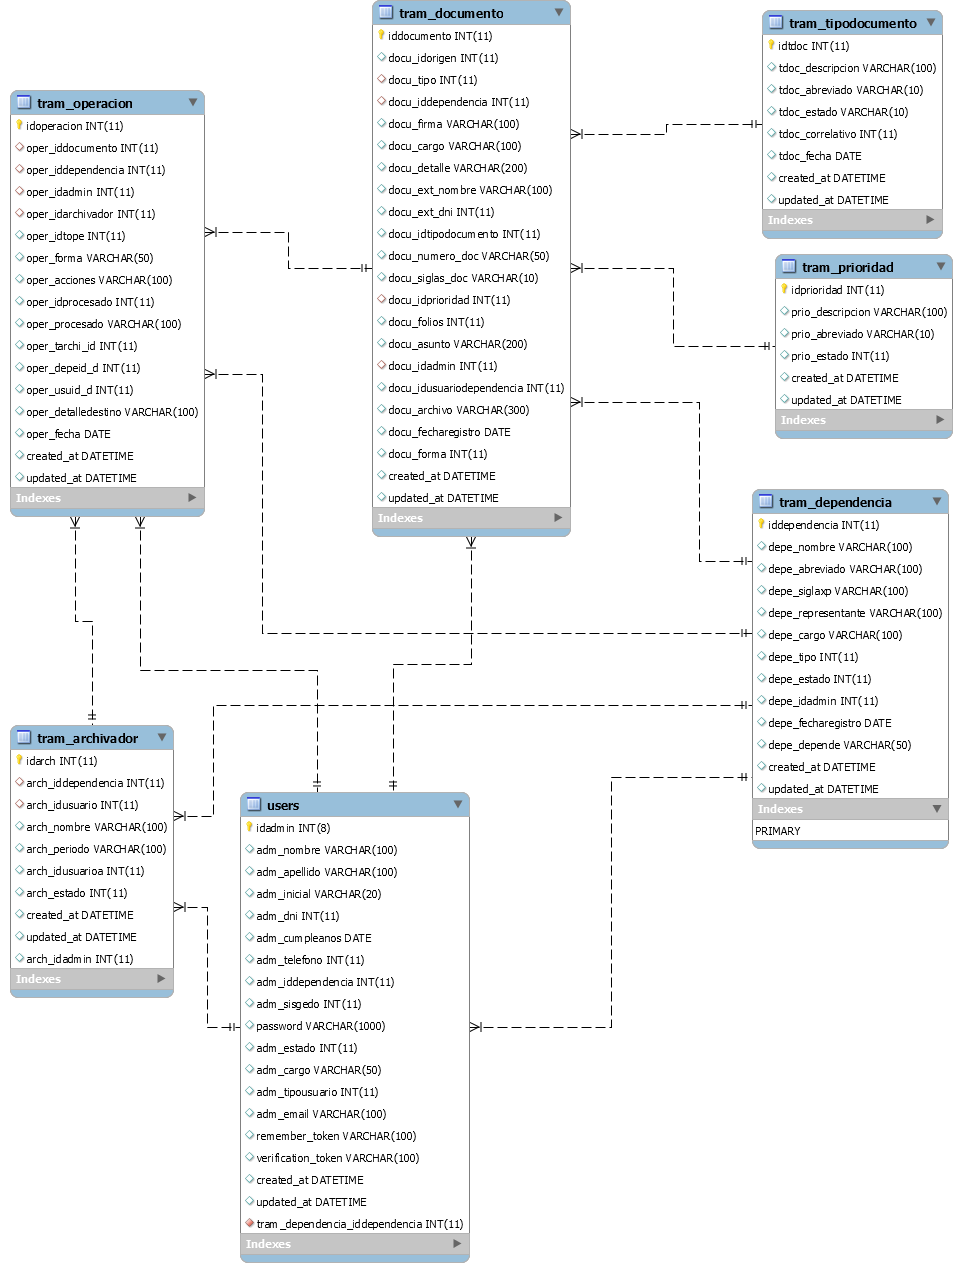 tram_documento
iddocumento INT(11)
docu_idorigen INT(11)
docu_tipo INT(11)
docu_iddependencia INT(11)
docu_firma VARCHAR(100)
docu_cargo VARCHAR(100)
docu_detalle VARCHAR(200)
docu_ext_nombre VARCHAR(100)
docu_ext_dni INT(11)
docu_idtipodocumento INT(11)
docu_numero_doc VARCHAR(50)
docu_siglas_doc VARCHAR(10)
docu_idprioridad INT(11)
docu_folios INT(11)
docu_asunto VARCHAR(200)
docu_idadmin INT(11)
docu_idusuariodependencia INT(11)
docu_archivo VARCHAR(300)
docu_fecharegistro DATE
docu_forma INT(11)
created_at DATETIME
updated_at DATETIME
Indexes
tram_tipodocumento
idtdoc INT(11)
tdoc_descripcion VARCHAR(100)
tdoc_abreviado VARCHAR(10)
tdoc_estado VARCHAR(10)
tdoc_correlativo INT(11)
tdoc_fecha DATE
created_at DATETIME
updated_at DATETIME
Indexes
tram_operacion
idoperacion INT(11)
oper_iddocumento INT(11)
oper_iddependencia INT(11)
oper_idadmin INT(11)
oper_idarchivador INT(11)
oper_idtope INT(11)
oper_forma VARCHAR(50)
oper_acciones VARCHAR(100)
oper_idprocesado INT(11)
oper_procesado VARCHAR(100)
oper_tarchi_id INT(11)
oper_depeid_d INT(11)
oper_usuid_d INT(11)
oper_detalledestino VARCHAR(100)
oper_fecha DATE
created_at DATETIME
updated_at DATETIME
Indexes
tram_prioridad
idprioridad INT(11)
prio_descripcion VARCHAR(100)
prio_abreviado VARCHAR(10)
prio_estado INT(11)
created_at DATETIME
updated_at DATETIME
Indexes
tram_dependencia
iddependencia INT(11)
depe_nombre VARCHAR(100)
depe_abreviado VARCHAR(100)
depe_siglaxp VARCHAR(100)
depe_representante VARCHAR(100)
depe_cargo VARCHAR(100)
depe_tipo INT(11)
depe_estado INT(11)
depe_idadmin INT(11)
depe_fecharegistro DATE
depe_depende VARCHAR(50)
created_at DATETIME
updated_at DATETIME
Indexes
PRIMARY
tram_archivador
idarch INT(11)
arch_iddependencia INT(11)
arch_idusuario INT(11)
arch_nombre VARCHAR(100)
arch_periodo VARCHAR(100)
arch_idusuarioa INT(11)
arch_estado INT(11)
created_at DATETIME
updated_at DATETIME
arch_idadmin INT(11)
Indexes
users
idadmin INT(8)
adm_nombre VARCHAR(100)
adm_apellido VARCHAR(100)
adm_inicial VARCHAR(20)
adm_dni INT(11)
adm_cumpleanos DATE
adm_telefono INT(11)
adm_iddependencia INT(11)
adm_sisgedo INT(11)
password VARCHAR(1000)
adm_estado INT(11)
adm_cargo VARCHAR(50)
adm_tipousuario INT(11)
adm_email VARCHAR(100)
remember_token VARCHAR(100)
verification_token VARCHAR(100)
created_at DATETIME
updated_at DATETIME
tram_dependencia_iddependencia INT(11)
Indexes